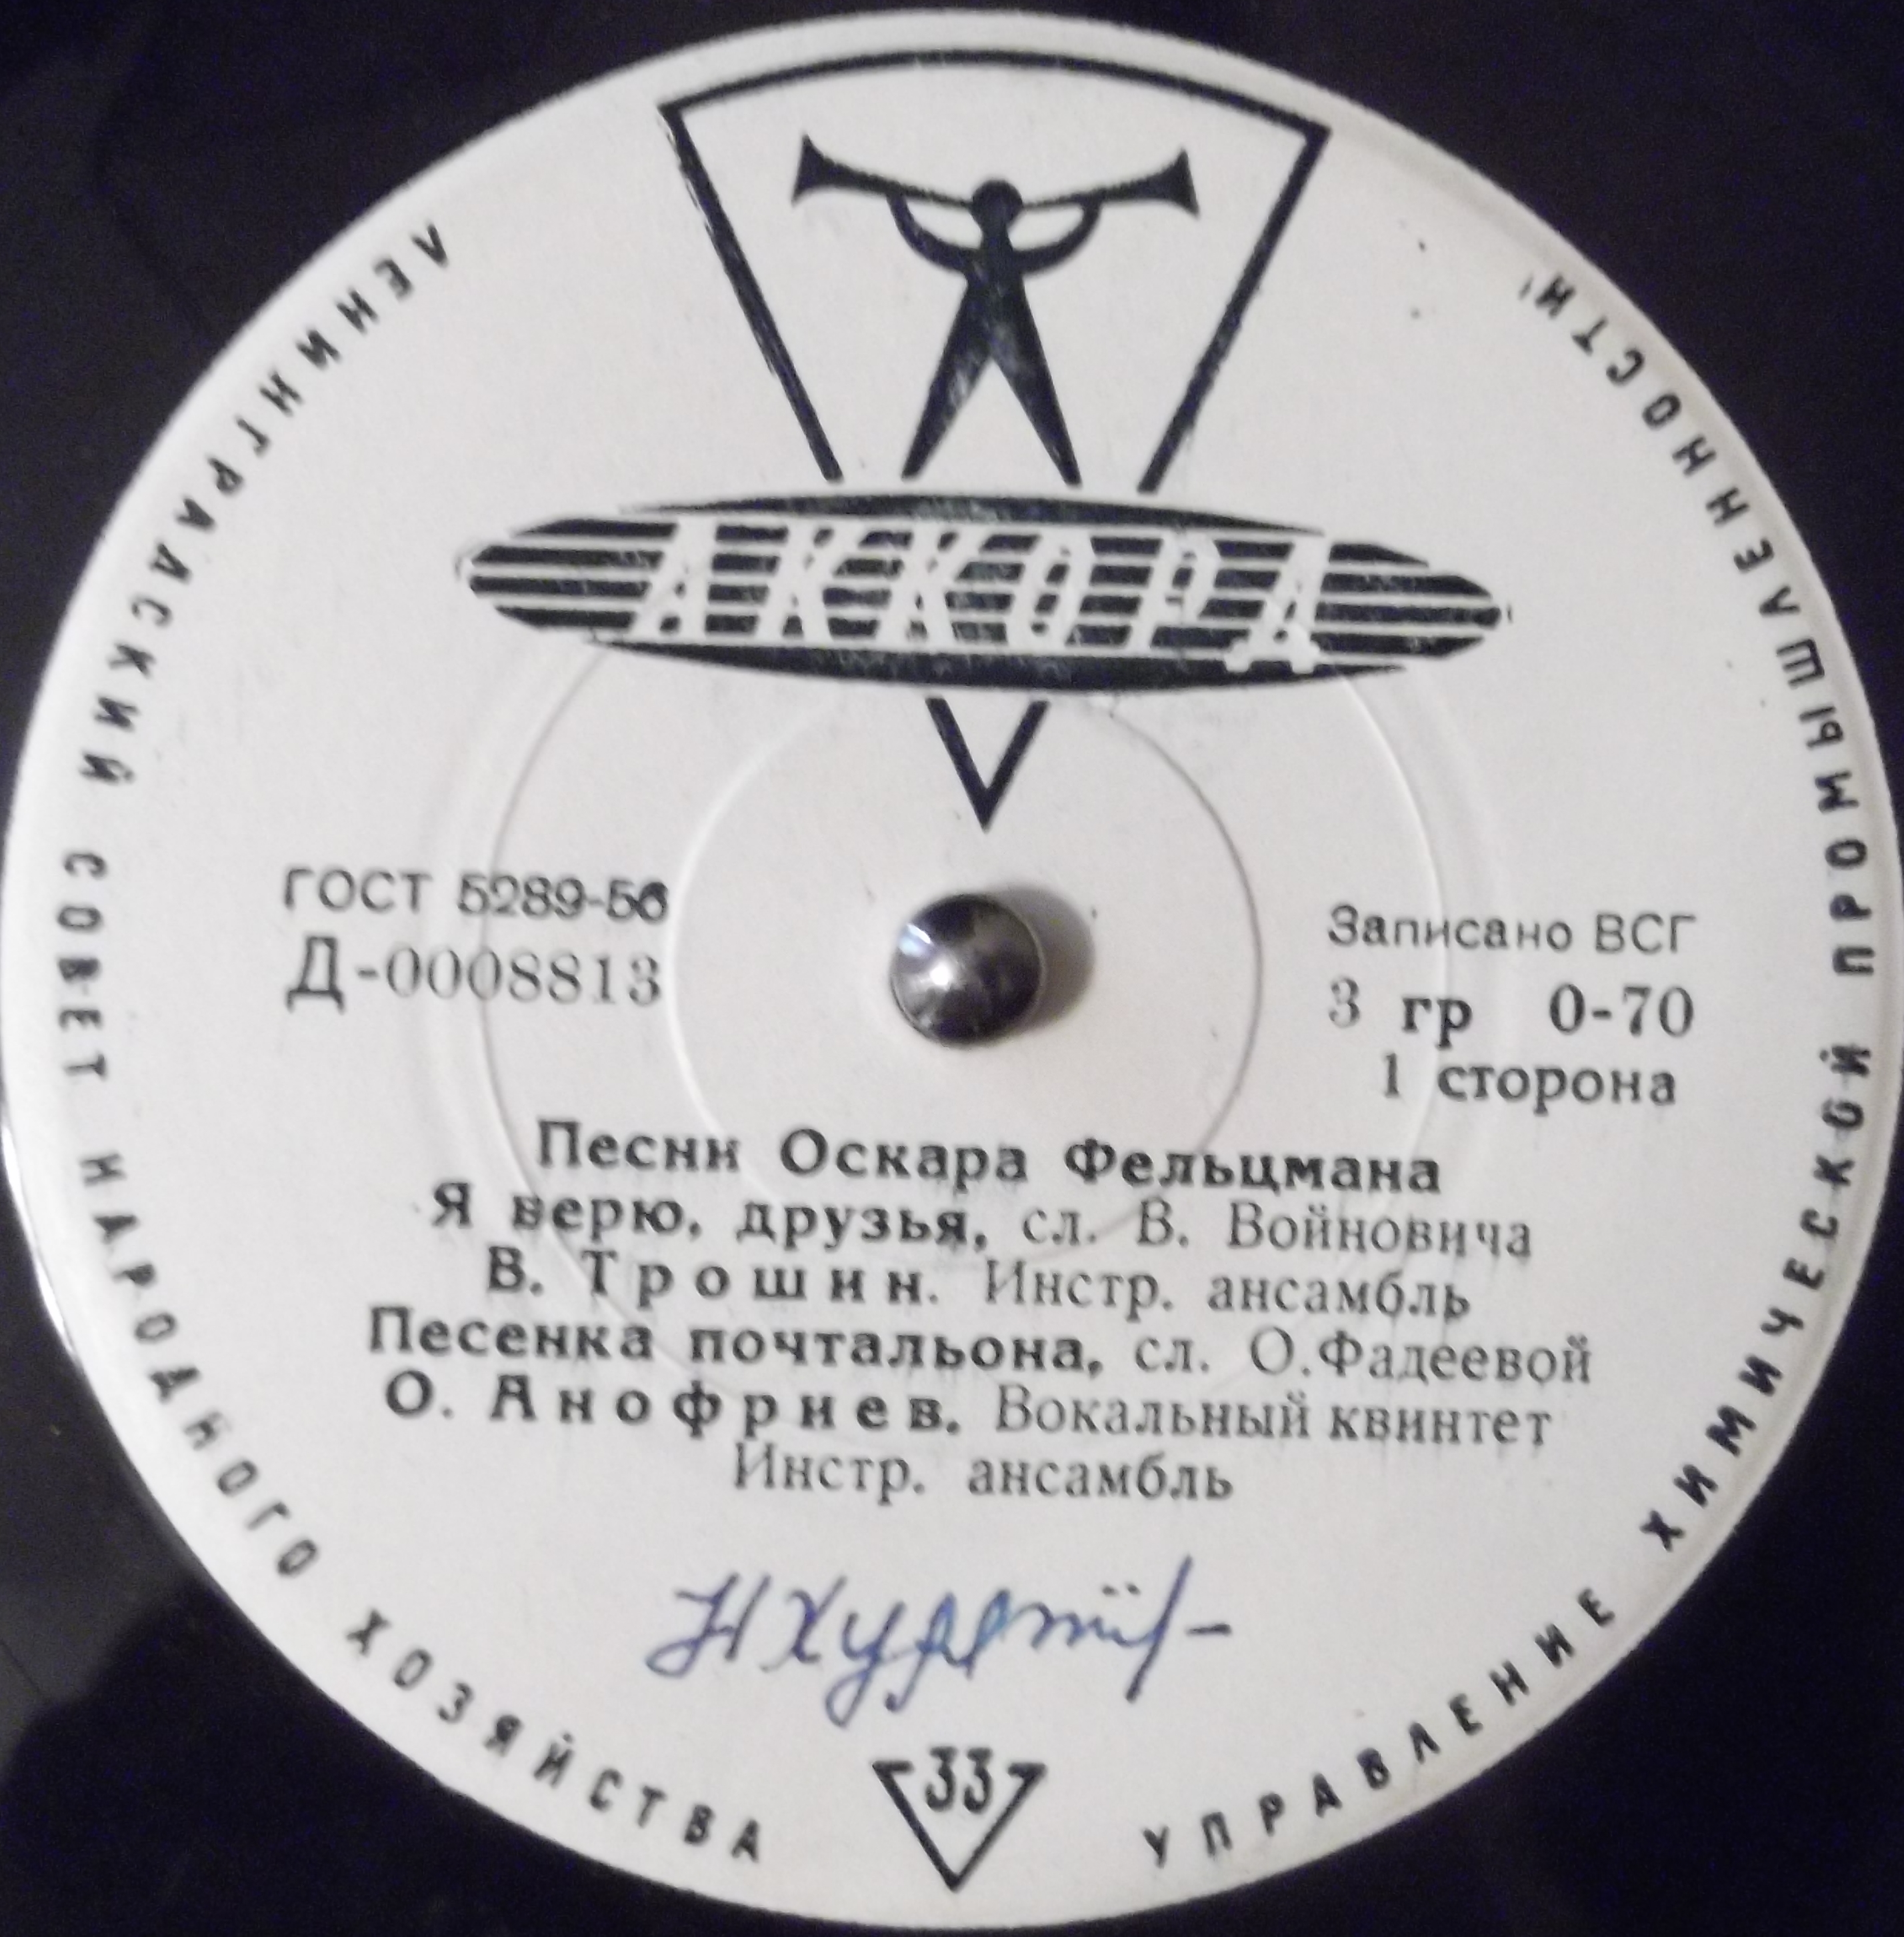 ЛЕНИНГРАДСКИЙ СОВЕТ НАРОДНОГО ХОЗЯЙСТВА
УПРАВЛЕНИЕ ХИМИЧЕСКОЙ ПРОМЫШЛЕННОСТИ
АККОРД
ГОСТ 5289-56
Д-0008813
Записано ВСГ
3 гр 0-70
1 сторона
Песни Оскара Фельцмана
Я верю, друзья, сл. В. Войновича
В. Трошин. Инстр. ансамбль
Песенка почтальона, сл. О.Фадеевой
О. Анофриев. Вокальный квинтет
Инстр. ансамбль
33